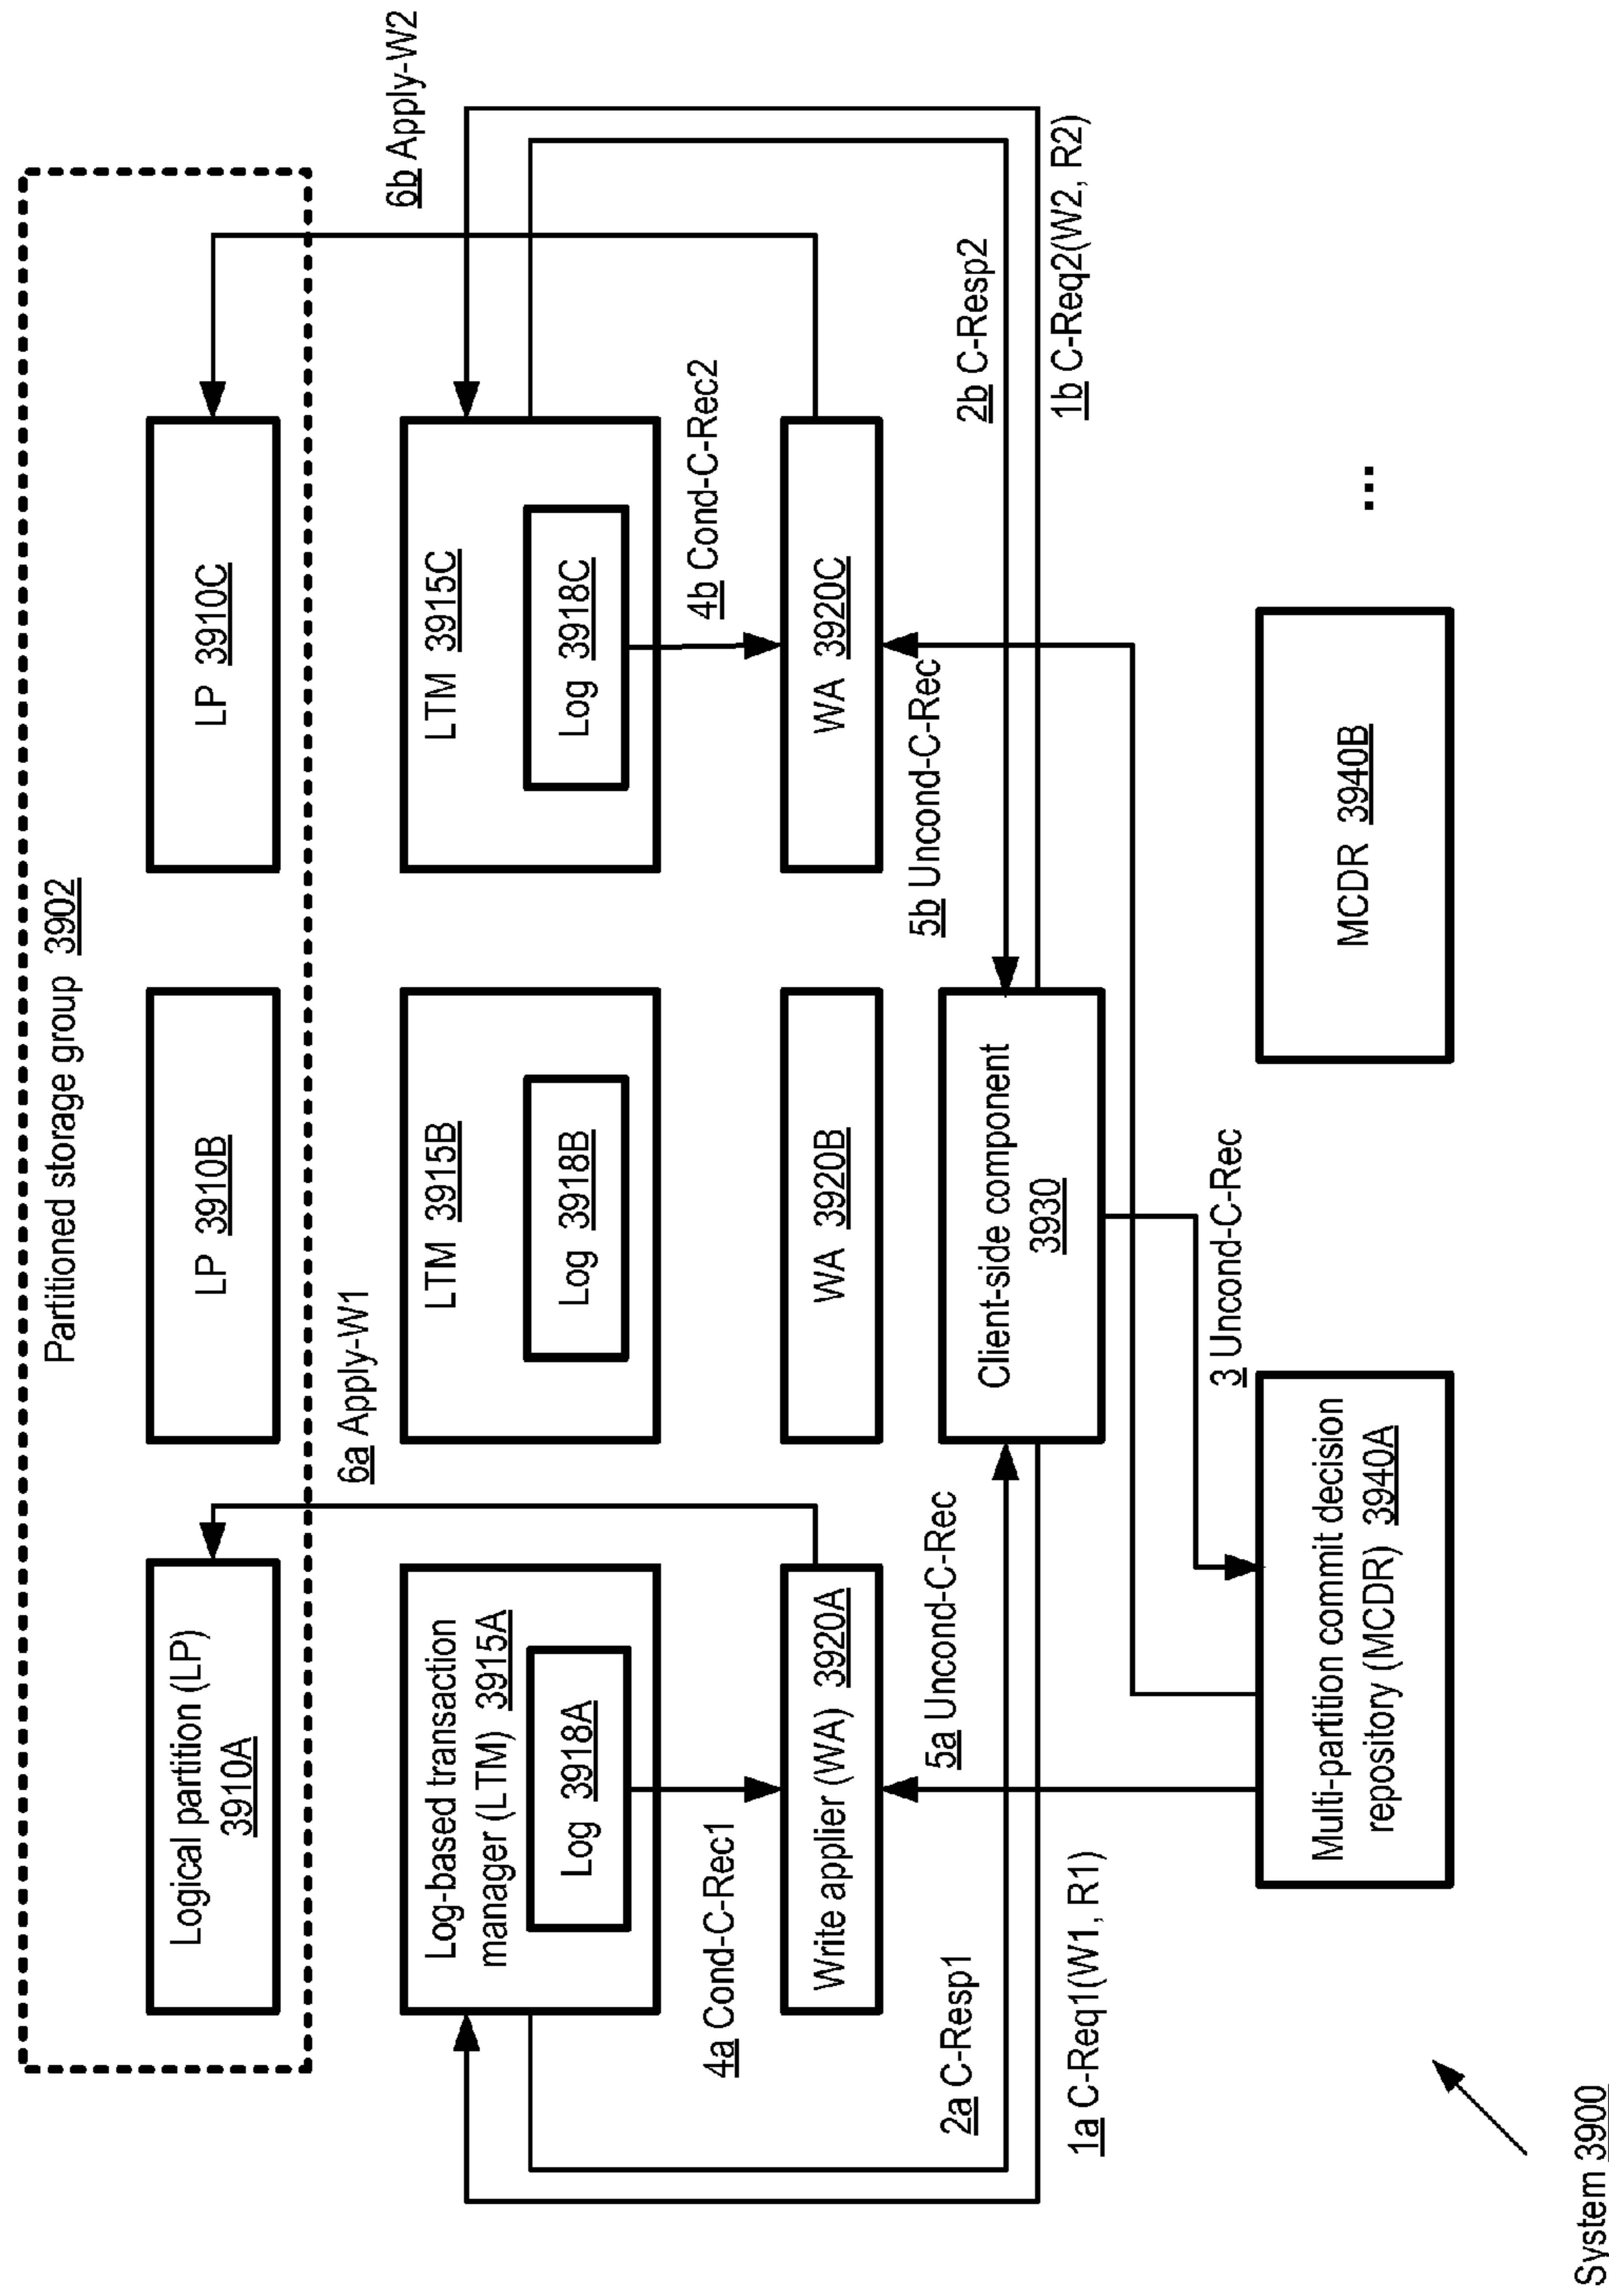 Partitioned storage group 3902
Logical partition (LP)
3910A
LP 3910B
LP 3910C
6a Apply-W1
6b Apply-W2
Log-based transaction
manager (LTM) 3915A
Log 3918A
LTM 3915B
Log 3918B
LTM 3915C
Log 3918C
4a Cond-C-Rec1
4b Cond-C-Rec2
Write applier (WA) 3920A
WA 3920B
WA 3920C
2a C-Resp1
5a Uncond-C-Rec
5b Uncond-C-Rec
2b C-Resp2
Client-side component
3930
1a C-Req1(W1, R1)
1b C-Req2(W2, R2)
3 Uncond-C-Rec
Multi-partition commit decision
repository (MCDR) 3940A
MCDR 3940B
...
System 3900